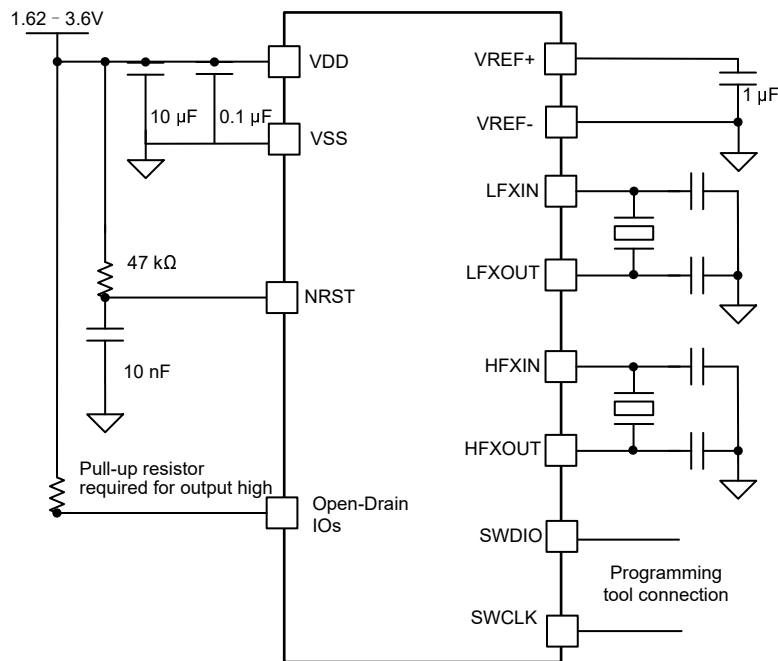 1.62 – 3.6V
VDD
VREF+
10 µF
0.1 µF
1 µF
VSS
VREF-
LFXIN
47 kΩ
LFXOUT
NRST
10 nF
HFXIN
HFXOUT
Pull-up resistor
required for output high
Open-Drain
IOs
SWDIO
Programming
tool connection
SWCLK